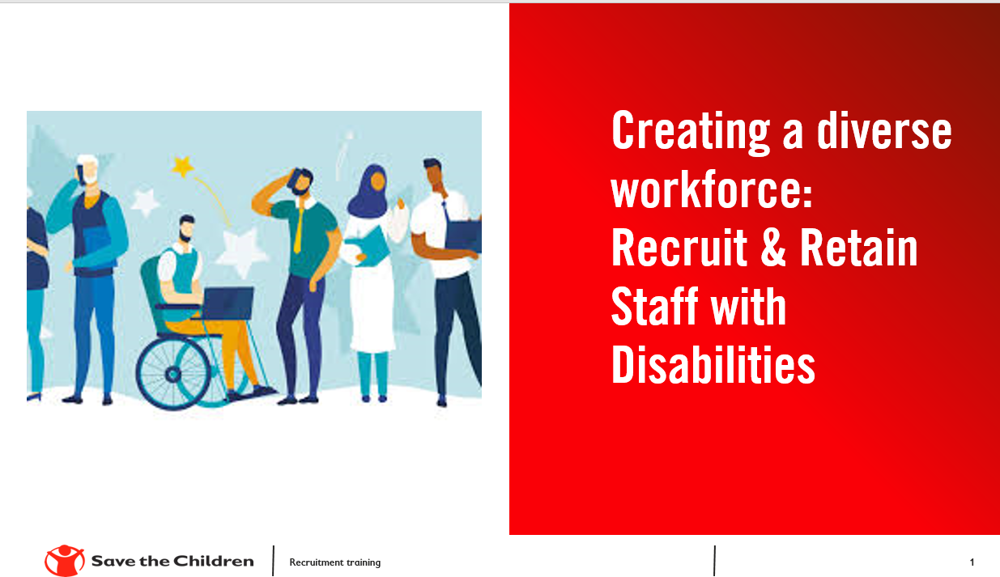 Creating a diverse
workforce:
Recruit & Retain
Staff with
Disabilities
Save the Children
Recruitment training
1